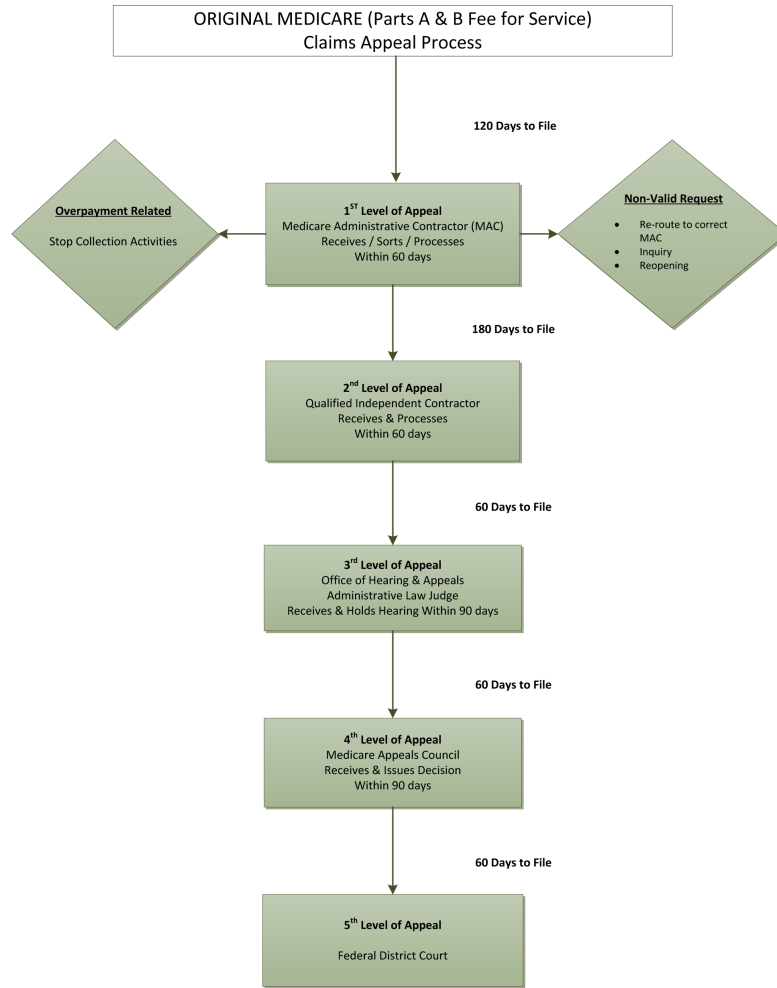 ORIGINAL MEDICARE (Parts A & B Fee for Service)
Claims Appeal Process
120 Days to File
Overpayment Related
Stop Collection Activities
1ST Level of Appeal
Medicare Administrative Contractor (MAC)
Receives / Sorts / Processes
Within 60 days
Non-Valid Request
• Re-route to correct
MAC
• Inquiry
• Reopening
180 Days to File
2nd Level of Appeal
Qualified Independent Contractor
Receives & Processes
Within 60 days
60 Days to File
3rd Level of Appeal
Office of Hearing & Appeals
Administrative Law Judge
Receives & Holds Hearing Within 90 days
60 Days to File
4th Level of Appeal
Medicare Appeals Council
Receives & Issues Decision
Within 90 days
60 Days to File
5th Level of Appeal
Federal District Court